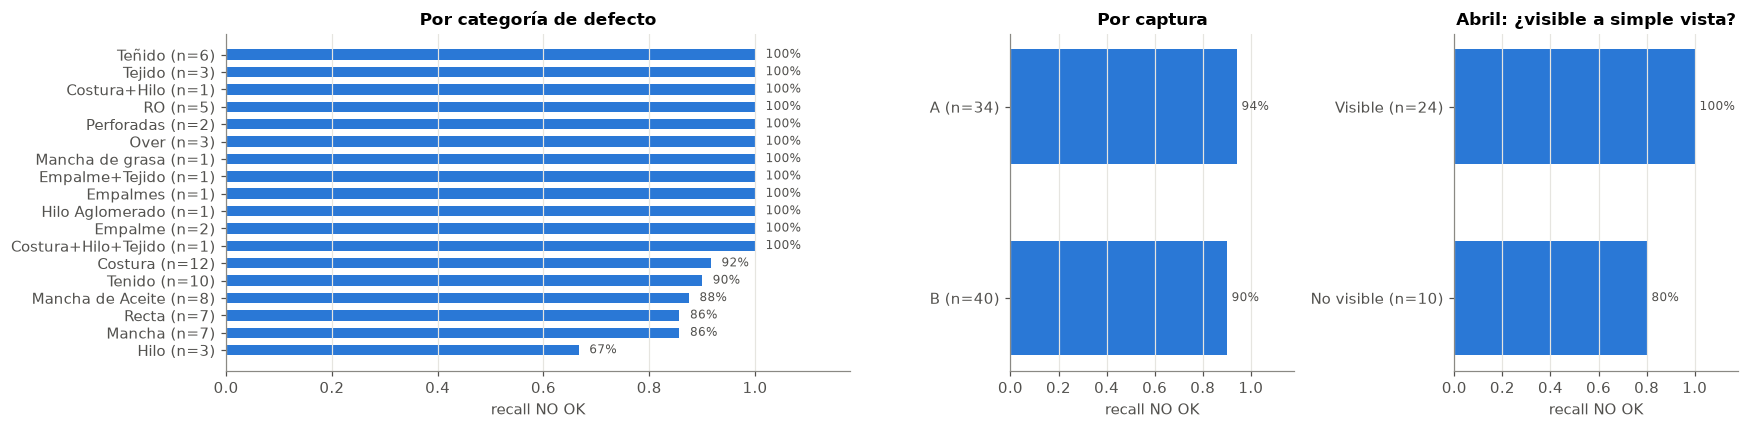 Por categoría de defecto
Teñido (n=6) 100%
Tejido (n=3) 100%
Costura+Hilo (n=1) 100%
RO (n=5) 100%
Perforadas (n=2) 100%
Over (n=3) 100%
Mancha de grasa (n=1) 100%
Empalme+Tejido (n=1) 100%
Empalmes (n=1) 100%
Hilo Aglomerado (n=1) 100%
Empalme (n=2) 100%
Costura+Hilo+Tejido (n=1) 100%
Costura (n=12) 92%
Tenido (n=10) 90%
Mancha de Aceite (n=8) 88%
Recta (n=7) 86%
Mancha (n=7) 86%
Hilo (n=3) 67%
0.0 0.2 0.4 0.6 0.8 1.0
recall NO OK
Por captura
A (n=34) 94%
B (n=40) 90%
0.0 0.2 0.4 0.6 0.8 1.0
recall NO OK
Abril: ¿visible a simple vista?
Visible (n=24) 100%
No visible (n=10) 80%
0.0 0.2 0.4 0.6 0.8 1.0
recall NO OK